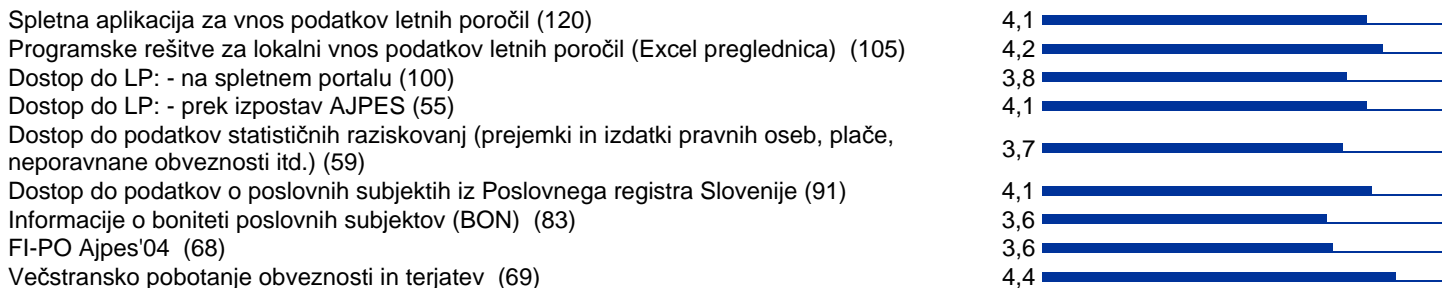 Spletna aplikacija za vnos podatkov letnih poročil (120) 4,1
Programske rešitve za lokalni vnos podatkov letnih poročil (Excel preglednica) (105) 4,2
Dostop do LP: - na spletnem portalu (100) 3,8
Dostop do LP: - prek izpostav AJPES (55) 4,1
Dostop do podatkov statističnih raziskovanj (prejemki in izdatki pravnih oseb, plače,
neporavnane obveznosti itd.) (59) 3,7
Dostop do podatkov o poslovnih subjektih iz Poslovnega registra Slovenije (91) 4,1
Informacije o boniteti poslovnih subjektov (BON) (83) 3,6
FI-PO Ajpes'04 (68) 3,6
Večstransko pobotanje obveznosti in terjatev (69) 4,4